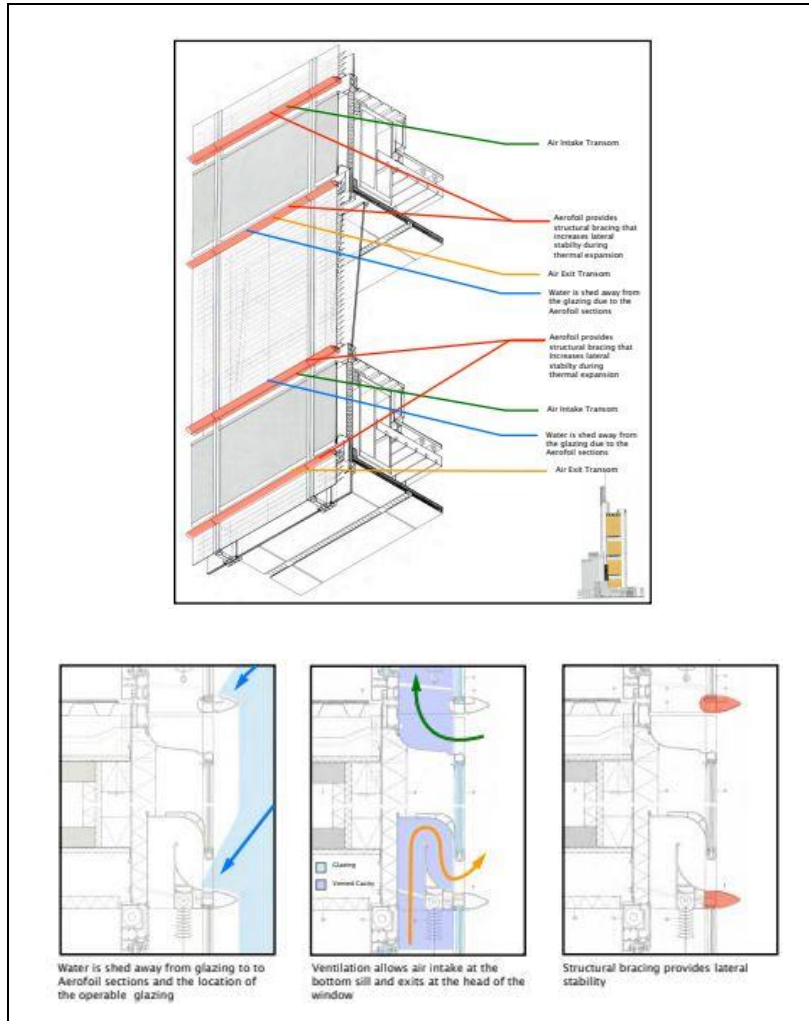 Air Intake Transom
Aerofoil provides
structural bracing that
increases lateral
stabilty during
thermal expansion
Air Exit Transom
Water is shed away from
the glazing due to the
Aerofoil sections
Aerofoil provides
structural bracing that
increases lateral
stabilty during
thermal expansion
Air Intake Transom
Water is shed away from
the glazing due to the
Aerofoil sections
Air Exit Transom
Glazing
Vented Cavity
Water is shed away from glazing to to
Aerofoil sections and the location of
the operable glazing
Ventilation allows air intake at the
bottom sill and exits at the head of the
window
Structural bracing provides lateral
stability